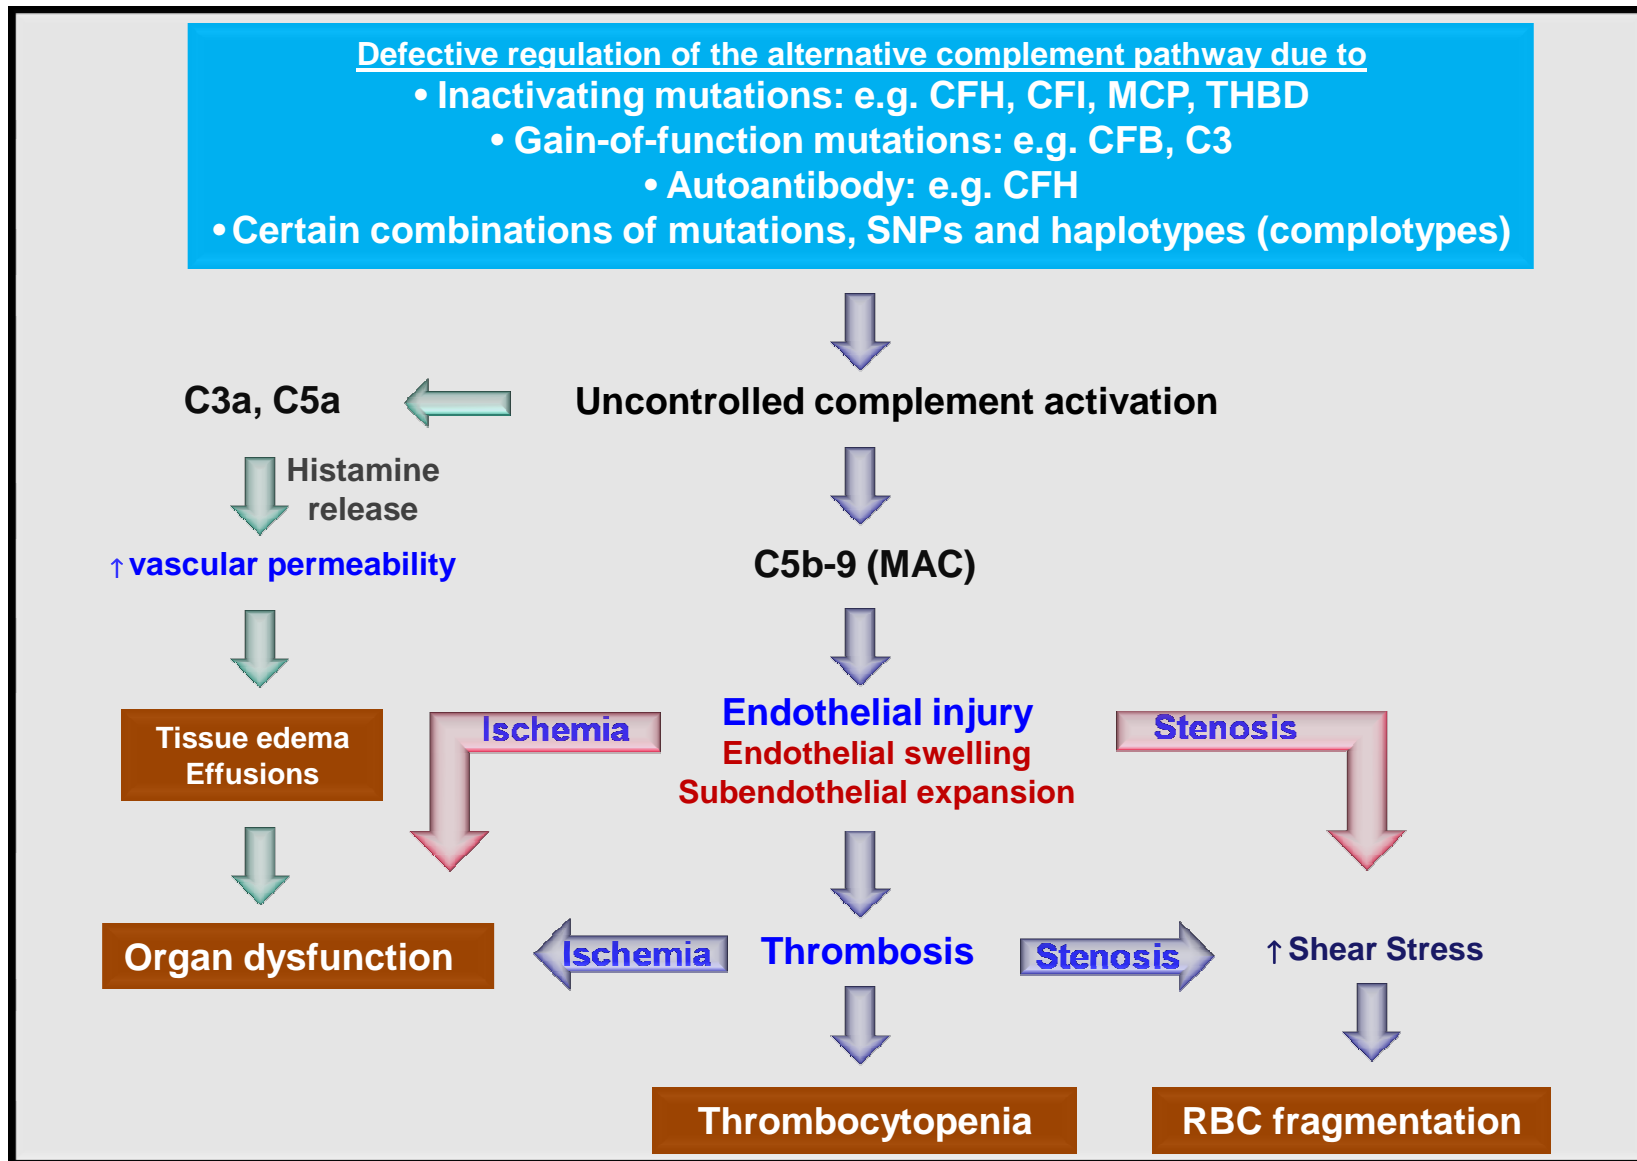 Defective regulation of the alternative complement pathway due to
• Inactivating mutations: e.g. CFH, CFI, MCP, THBD
• Gain-of-function mutations: e.g. CFB, C3
• Autoantibody: e.g. CFH
• Certain combinations of mutations, SNPs and haplotypes (complotypes)
C3a, C5a
Uncontrolled complement activation
Histamine
release
↑ vascular permeability
C5b-9 (MAC)
Tissue edema
Effusions
Ischemia
Endothelial injury
Endothelial swelling
Subendothelial expansion
Stenosis
Organ dysfunction
Ischemia
Thrombosis
Stenosis
↑ Shear Stress
Thrombocytopenia
RBC fragmentation